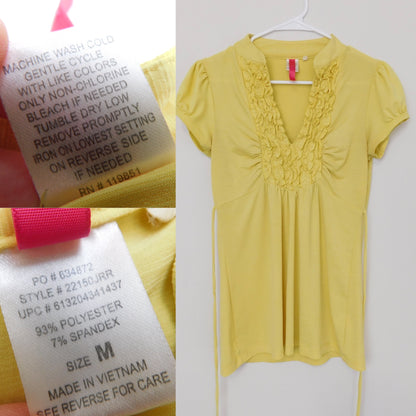 MACHINE WASH COLD
GENTLE CYCLE
WITH LIKE COLORS
ONLY NON-CHLORINE
BLEACH IF NEEDED
TUMBLE DRY LOW
REMOVE PROMPTLY
IRON ON LOWEST SETTING
ON REVERSE SIDE
IF NEEDED
RN # 119851
PO # 634872
STYLE # 22150JRR
UPC # 613204341437
93% POLYESTER
7% SPANDEX
SIZE M
MADE IN VIETNAM
SEE REVERSE FOR CARE